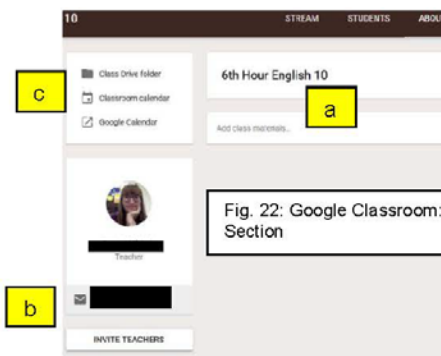 10 STREAM STUDENTS ABOU
Class Drive folder
Classroom calendar
Google Calendar
c
6th Hour English 10
a
Add class materials...
Fig. 22: Google Classroom:
Section
Teacher
b
INVITE TEACHERS